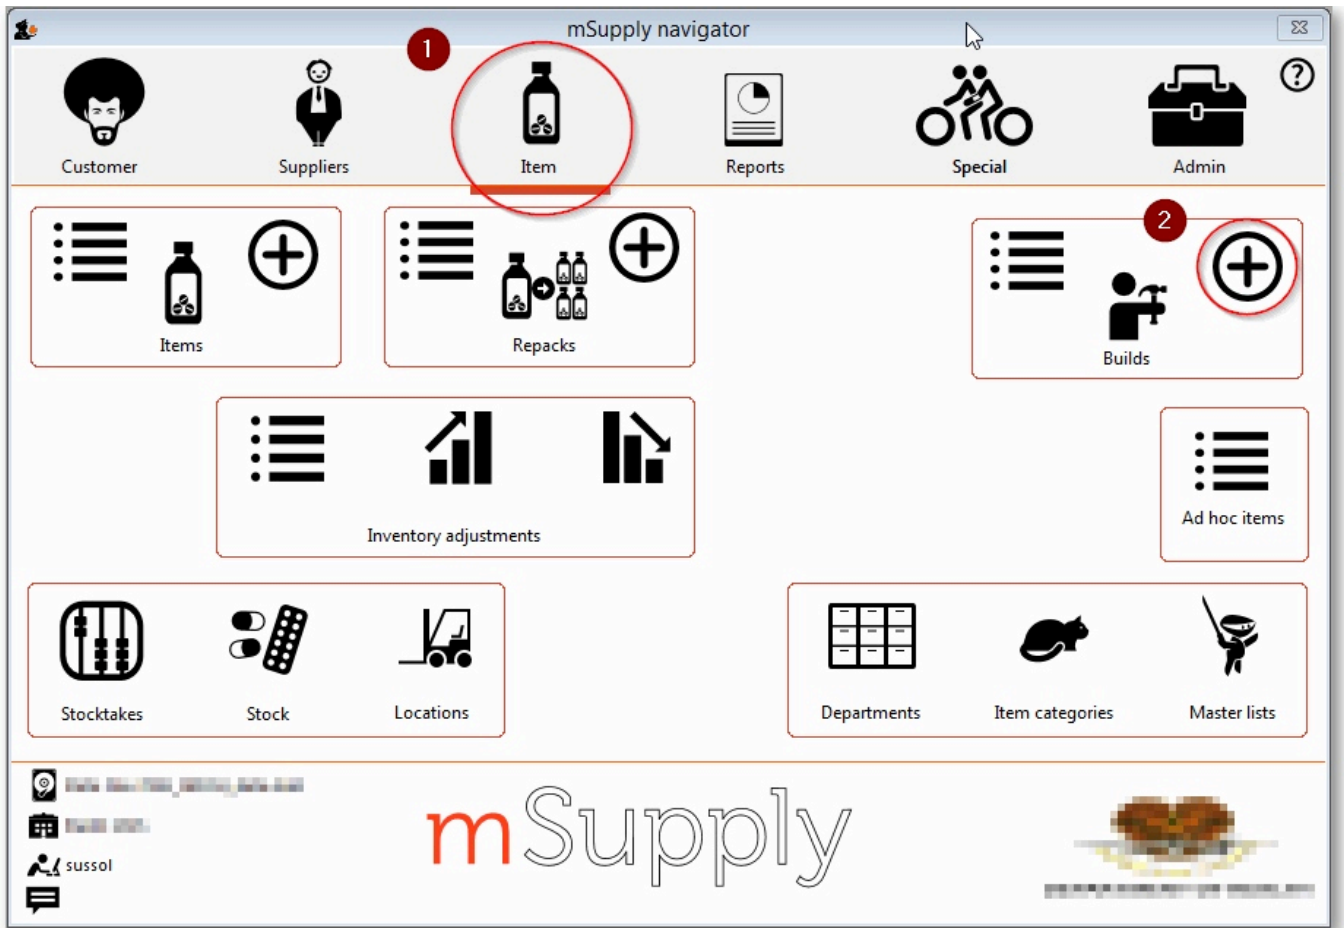 mSupply navigator
1
Customer
Suppliers
Item
Reports
Special
Admin
?
2
Items
Repacks
Builds
Inventory adjustments
Ad hoc items
Stocktakes
Stock
Locations
Departments
Item categories
Master lists
sussol
mSupply